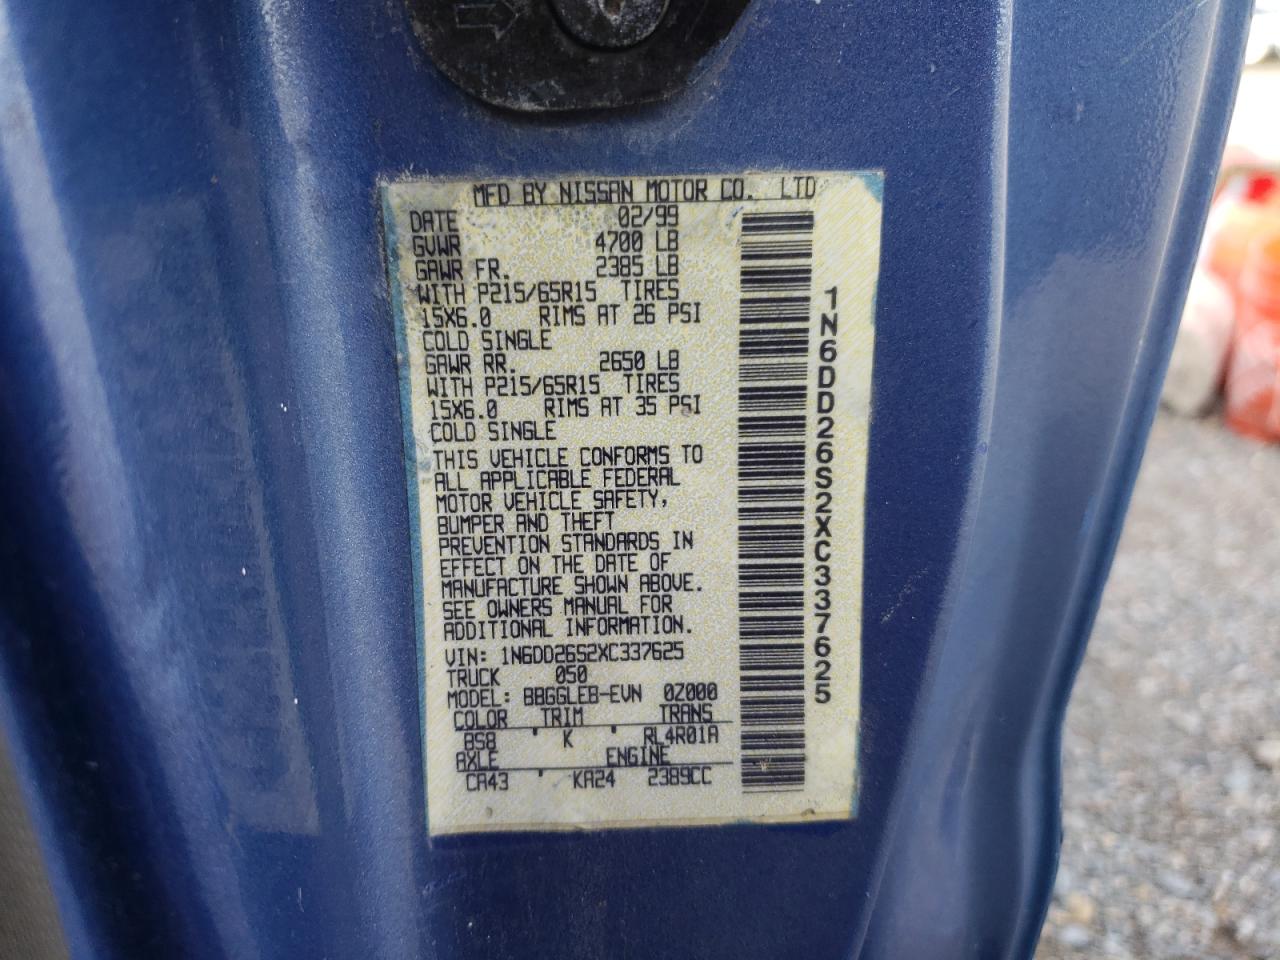 MFD BY NISSAN MOTOR CO., LTD
DATE 02/99
GVWR 4700 LB
GAWR FR. 2385 LB
WITH P215/65R15 TIRES
15X6.0 RIMS AT 26 PSI
COLD SINGLE
GAWR RR. 2650 LB
WITH P215/65R15 TIRES
15X6.0 RIMS AT 35 PSI
COLD SINGLE
THIS VEHICLE CONFORMS TO
ALL APPLICABLE FEDERAL
MOTOR VEHICLE SAFETY,
BUMPER AND THEFT
PREVENTION STANDARDS IN
EFFECT ON THE DATE OF
MANUFACTURE SHOWN ABOVE.
SEE OWNERS MANUAL FOR
ADDITIONAL INFORMATION.
VIN: 1N6DD26S2XC337625
TRUCK 050
MODEL: BBGGLEB-EVN 0Z000
COLOR TRIM TRANS
BS8 ' K ' RL4R01A
AXLE ENGINE
CA43 ' KA24 2389CC
1N6DD26S2XC337625